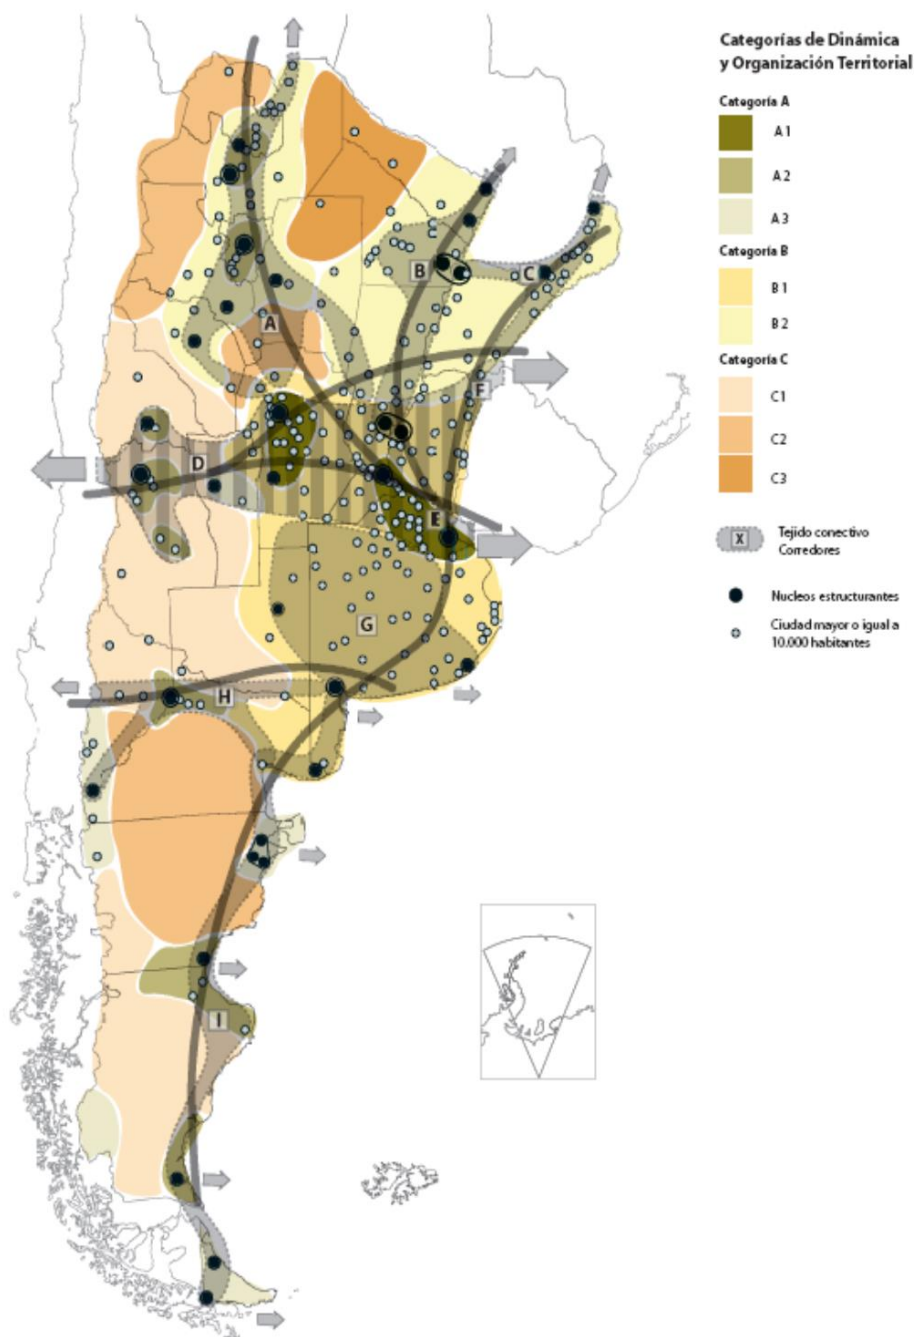 Categorías de Dinámica
y Organización Territorial
Categoría A
A 1
A 2
A 3
Categoría B
B 1
B 2
Categoría C
C1
C2
C3
X
Tejido conectivo
Corredores
Nucleos estructurantes
Ciudad mayor o igual a
10.000 habitantes
B
C
A
F
D
E
G
H
I